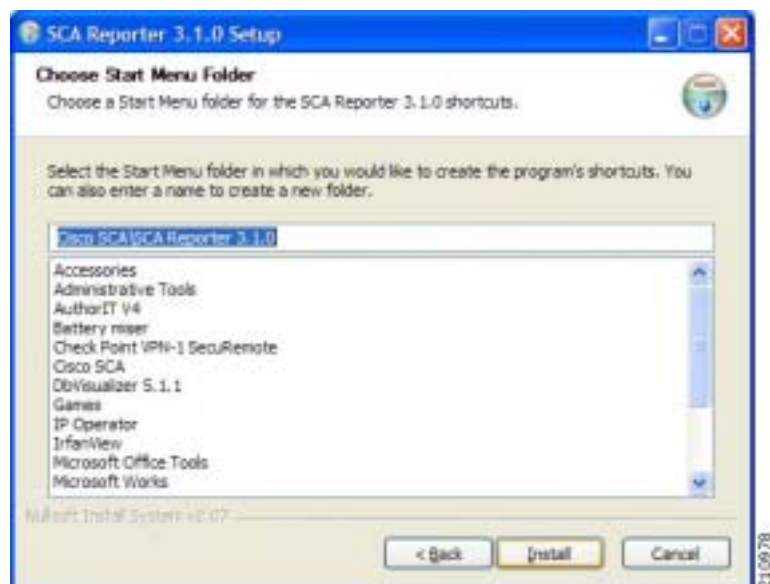 SCA Reporter 3.1.0 Setup
Choose Start Menu Folder
Choose a Start Menu folder for the SCA Reporter 3.1.0 shortcuts.
Select the Start Menu folder in which you would like to create the program's shortcuts. You
can also enter a name to create a new folder.
Cisco SCA\SCA Reporter 3.1.0
Accessories
Administrative Tools
AuthorIT V4
Battery miser
Check Point VPN-1 SecuRemote
Cisco SCA
DbVisualizer 5.1.1
Games
IP Operator
IrfanView
Microsoft Office Tools
Microsoft Works
Nullsoft Install System v2.07
< Back
Install
Cancel
10978